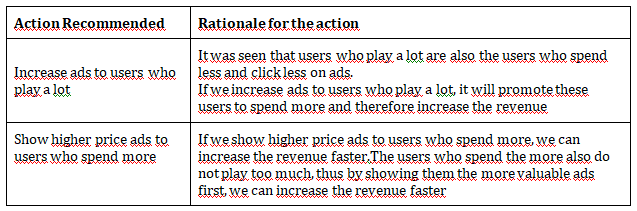 Action Recommended
Rationale for the action
Increase ads to users who
play a lot
It was seen that users who play a lot are also the users who spend
less and click less on ads.
If we increase ads to users who play a lot, it will promote these
users to spend more and therefore increase the revenue
Show higher price ads to
users who spend more
If we show higher price ads to users who spend more, we can
increase the revenue faster.The users who spend the more also do
not play too much, thus by showing them the more valuable ads
first, we can increase the revenue faster